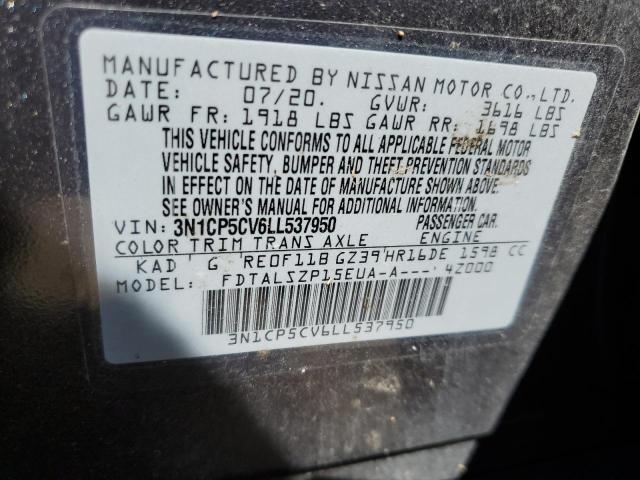 MANUFACTURED BY NISSAN MOTOR CO.,LTD.
DATE: 07/20. GVWR: 3616 LBS
GAWR FR: 1918 LBS GAWR RR: 1698 LBS
THIS VEHICLE CONFORMS TO ALL APPLICABLE FEDERAL MOTOR
VEHICLE SAFETY, BUMPER AND THEFT PREVENTION STANDARDS
IN EFFECT ON THE DATE OF MANUFACTURE SHOWN ABOVE.
SEE OWNER'S MANUAL FOR ADDITIONAL INFORMATION.
VIN: 3N1CP5CV6LL537950 PASSENGER CAR.
COLOR TRIM TRANS AXLE ENGINE
KAD ' G RE0F11B GZ39'HR16DE 1598 CC
MODEL: FDTALSZP15EUA-A---' 4Z000
3N1CP5CV6LL537950